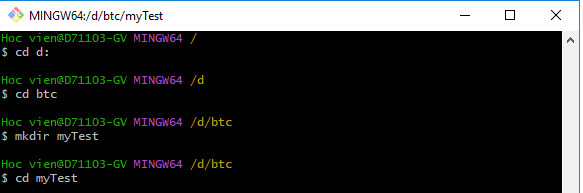 MINGW64:/d/btc/myTest
Hoc vien@D71103-GV MINGW64 /
$ cd d:
Hoc vien@D71103-GV MINGW64 /d
$ cd btc
Hoc vien@D71103-GV MINGW64 /d/btc
$ mkdir myTest
Hoc vien@D71103-GV MINGW64 /d/btc
$ cd myTest